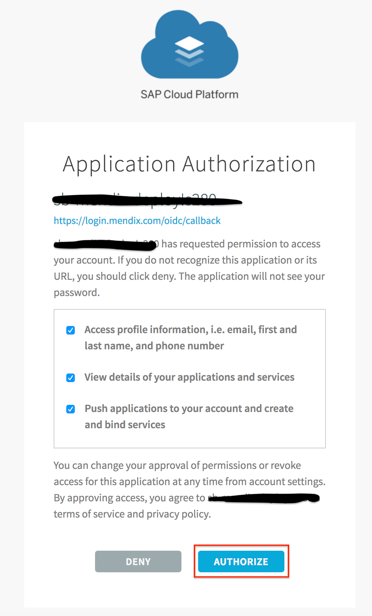 SAP Cloud Platform
Application Authorization
https://login.mendix.com/oidc/callback
has requested permission to access
your account. If you do not recognize this application or its
URL, you should click deny. The application will not see your
password.
Access profile information, i.e. email, first and
last name, and phone number
View details of your applications and services
Push applications to your account and create
and bind services
You can change your approval of permissions or revoke
access for this application at any time from account settings.
By approving access, you agree to
terms of service and privacy policy.
DENY
AUTHORIZE